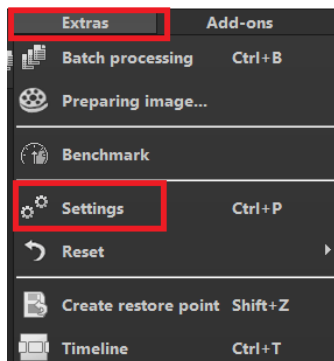 Extras Add-ons
Batch processing Ctrl+B
Preparing image...
Benchmark
Settings Ctrl+P
Reset
Create restore point Shift+Z
Timeline Ctrl+T